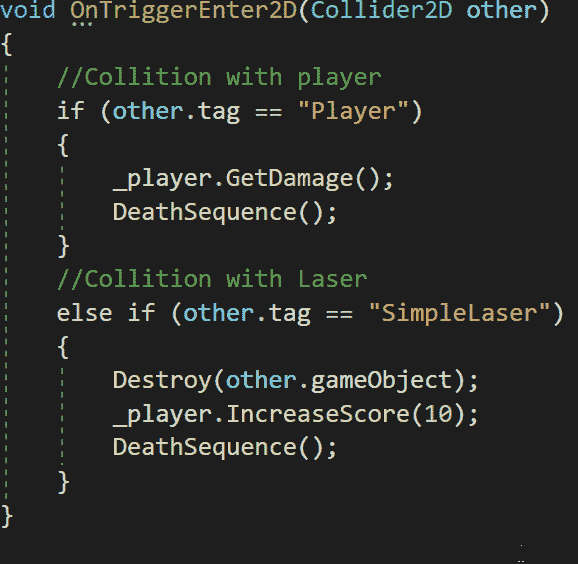 void OnTriggerEnter2D(Collider2D other)
{
//Collition with player
if (other.tag == "Player")
{
_player.GetDamage();
DeathSequence();
}
//Collition with Laser
else if (other.tag == "SimpleLaser")
{
Destroy(other.gameObject);
_player.IncreaseScore(10);
DeathSequence();
}
}